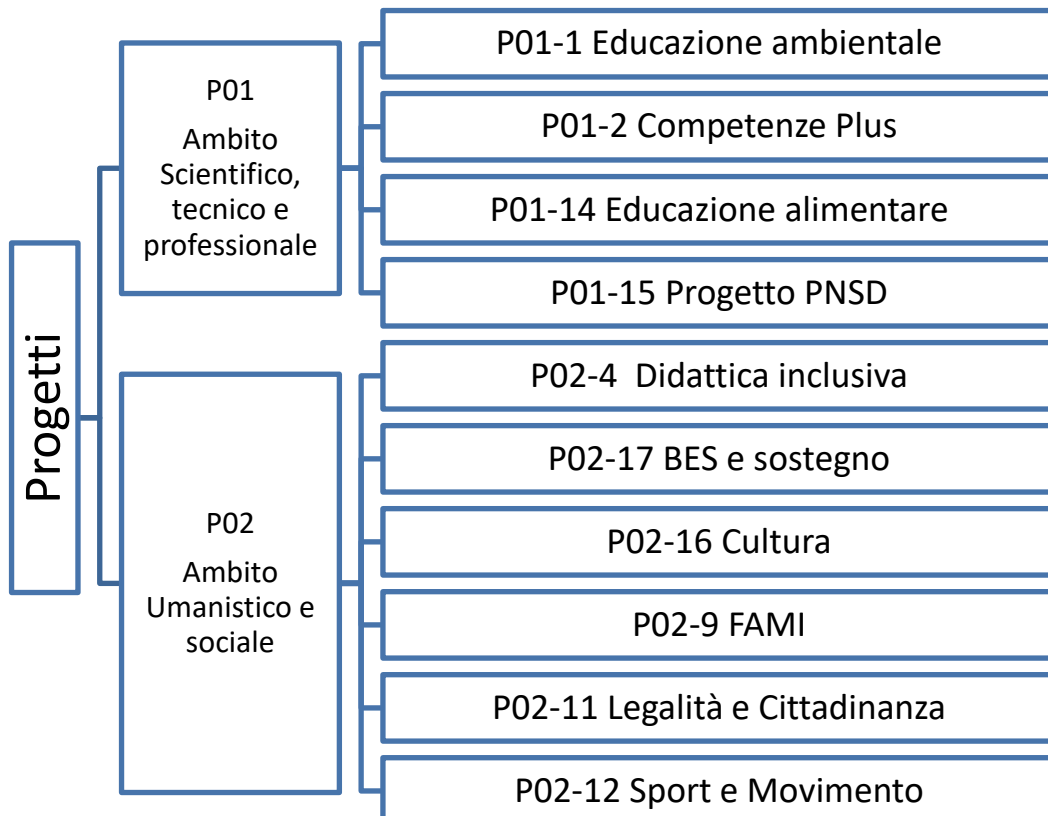 Progetti
P01
Ambito
Scientifico,
tecnico e
professionale
P01-1 Educazione ambientale
P01-2 Competenze Plus
P01-14 Educazione alimentare
P01-15 Progetto PNSD
P02
Ambito
Umanistico e
sociale
P02-4  Didattica inclusiva
P02-17 BES e sostegno
P02-16 Cultura
P02-9 FAMI
P02-11 Legalità e Cittadinanza
P02-12 Sport e Movimento